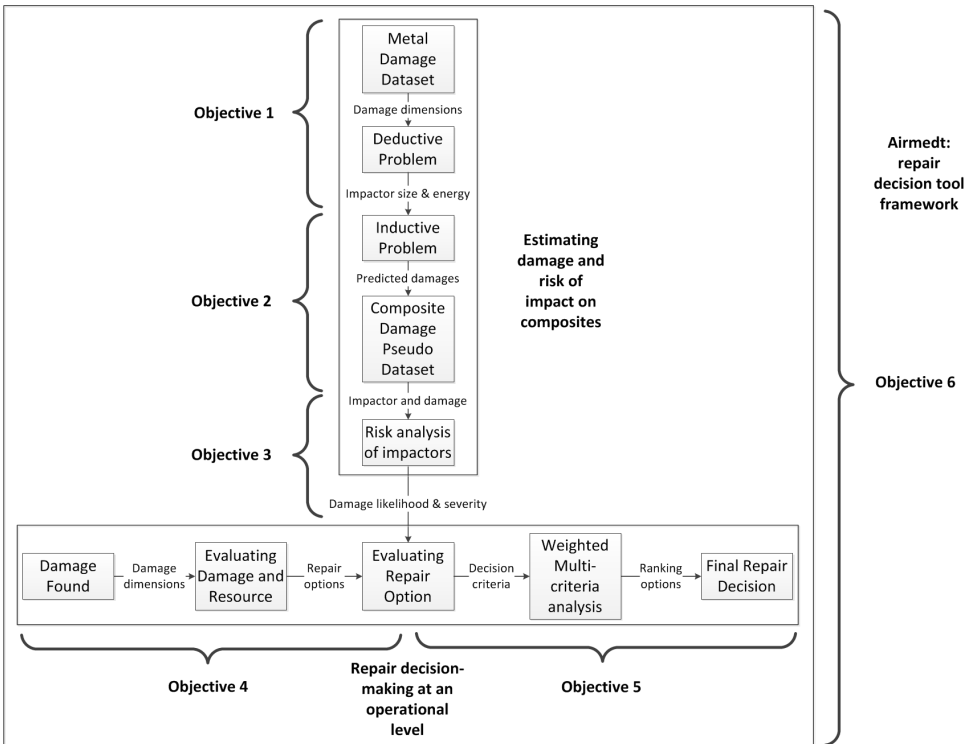 Metal
Damage
Dataset
Objective 1
Damage dimensions
Deductive
Problem
Impactor size & energy
Inductive
Problem
Predicted damages
Objective 2
Composite
Damage
Pseudo
Dataset
Impactor and damage
Objective 3
Risk analysis
of impactors
Damage likelihood & severity
Estimating
damage and
risk of
impact on
composites
Airmedt:
repair
decision tool
framework
Objective 6
Damage
Found
Damage
dimensions
Evaluating
Damage and
Resource
Repair
options
Evaluating
Repair
Option
Decision
criteria
Weighted
Multi-
criteria
analysis
Ranking
options
Final Repair
Decision
Objective 4
Repair decision-
making at an
operational
level
Objective 5